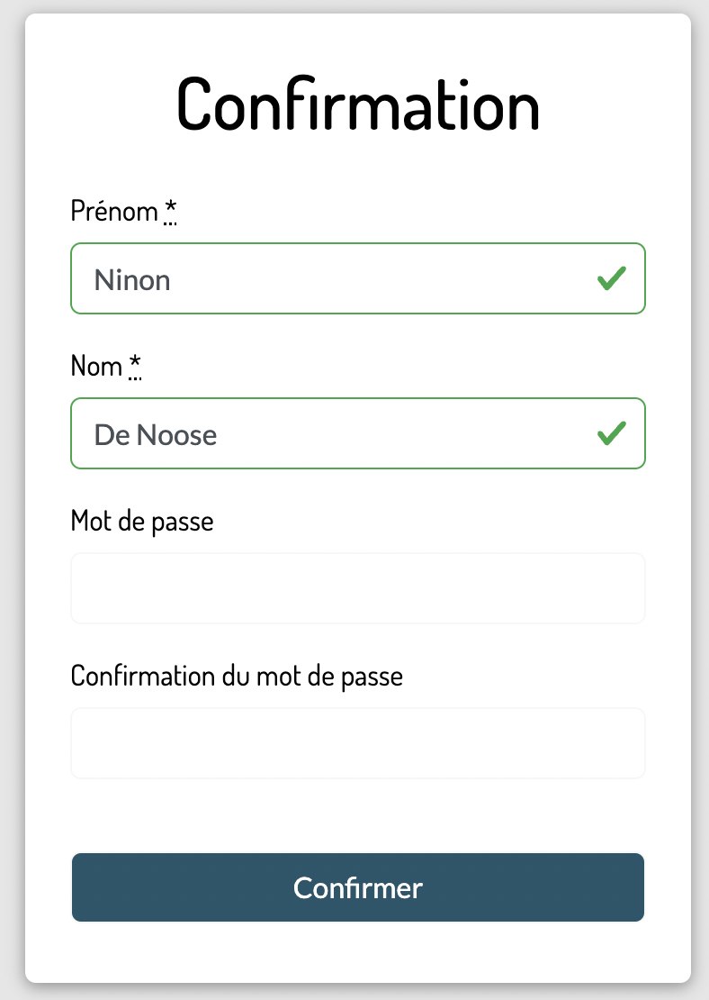 Confirmation
Prénom *
Ninon
Nom *
De Noose
Mot de passe
Confirmation du mot de passe
Confirmer